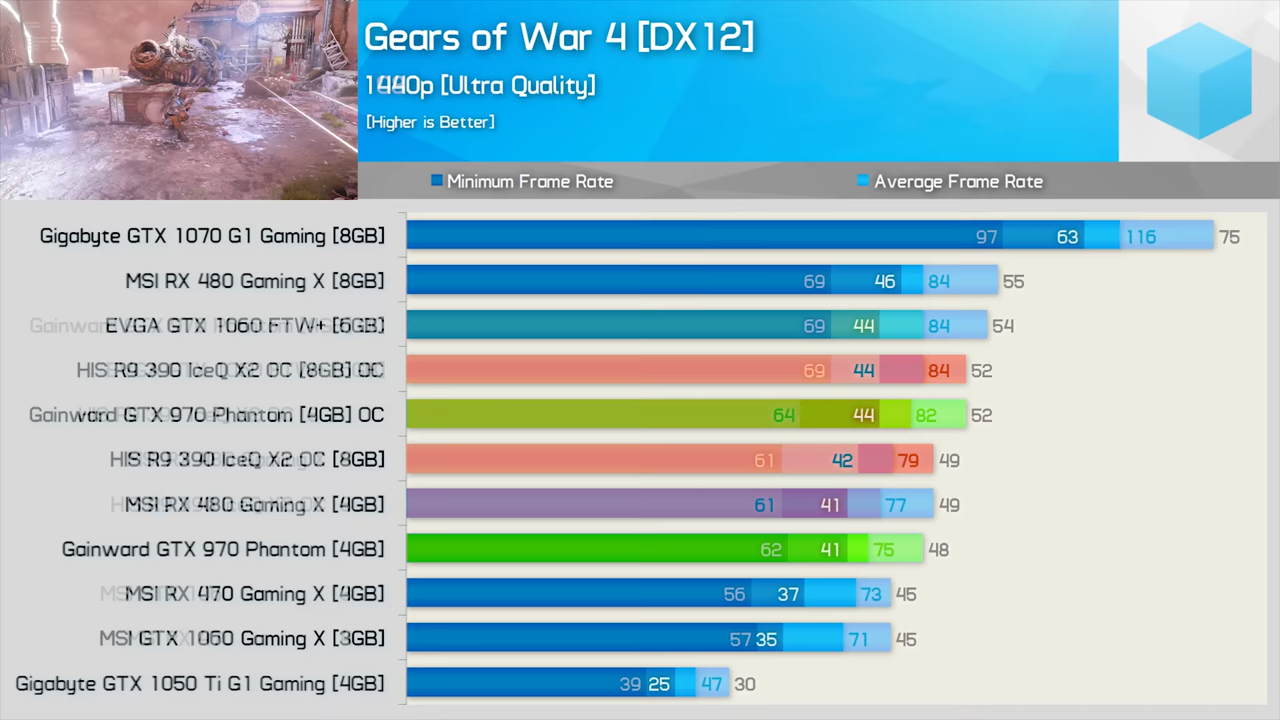 Gears of War 4 [DX12]
1440p [Ultra Quality]
[Higher is Better]
Minimum Frame Rate Average Frame Rate
Gigabyte GTX 1070 G1 Gaming [8GB] 97 63 116 75
MSI RX 480 Gaming X [8GB] 69 46 84 55
EVGA GTX 1060 FTW+ [6GB] 69 44 84 54
HIS R9 390 IceQ X2 OC [8GB] OC 69 44 84 52
Gainward GTX 970 Phantom [4GB] OC 64 44 82 52
HIS R9 390 IceQ X2 OC [8GB] 61 42 79 49
MSI RX 480 Gaming X [4GB] 61 41 77 49
Gainward GTX 970 Phantom [4GB] 62 41 75 48
MSI RX 470 Gaming X [4GB] 56 37 73 45
MSI GTX 1060 Gaming X [3GB] 57 35 71 45
Gigabyte GTX 1050 Ti G1 Gaming [4GB] 39 25 47 30